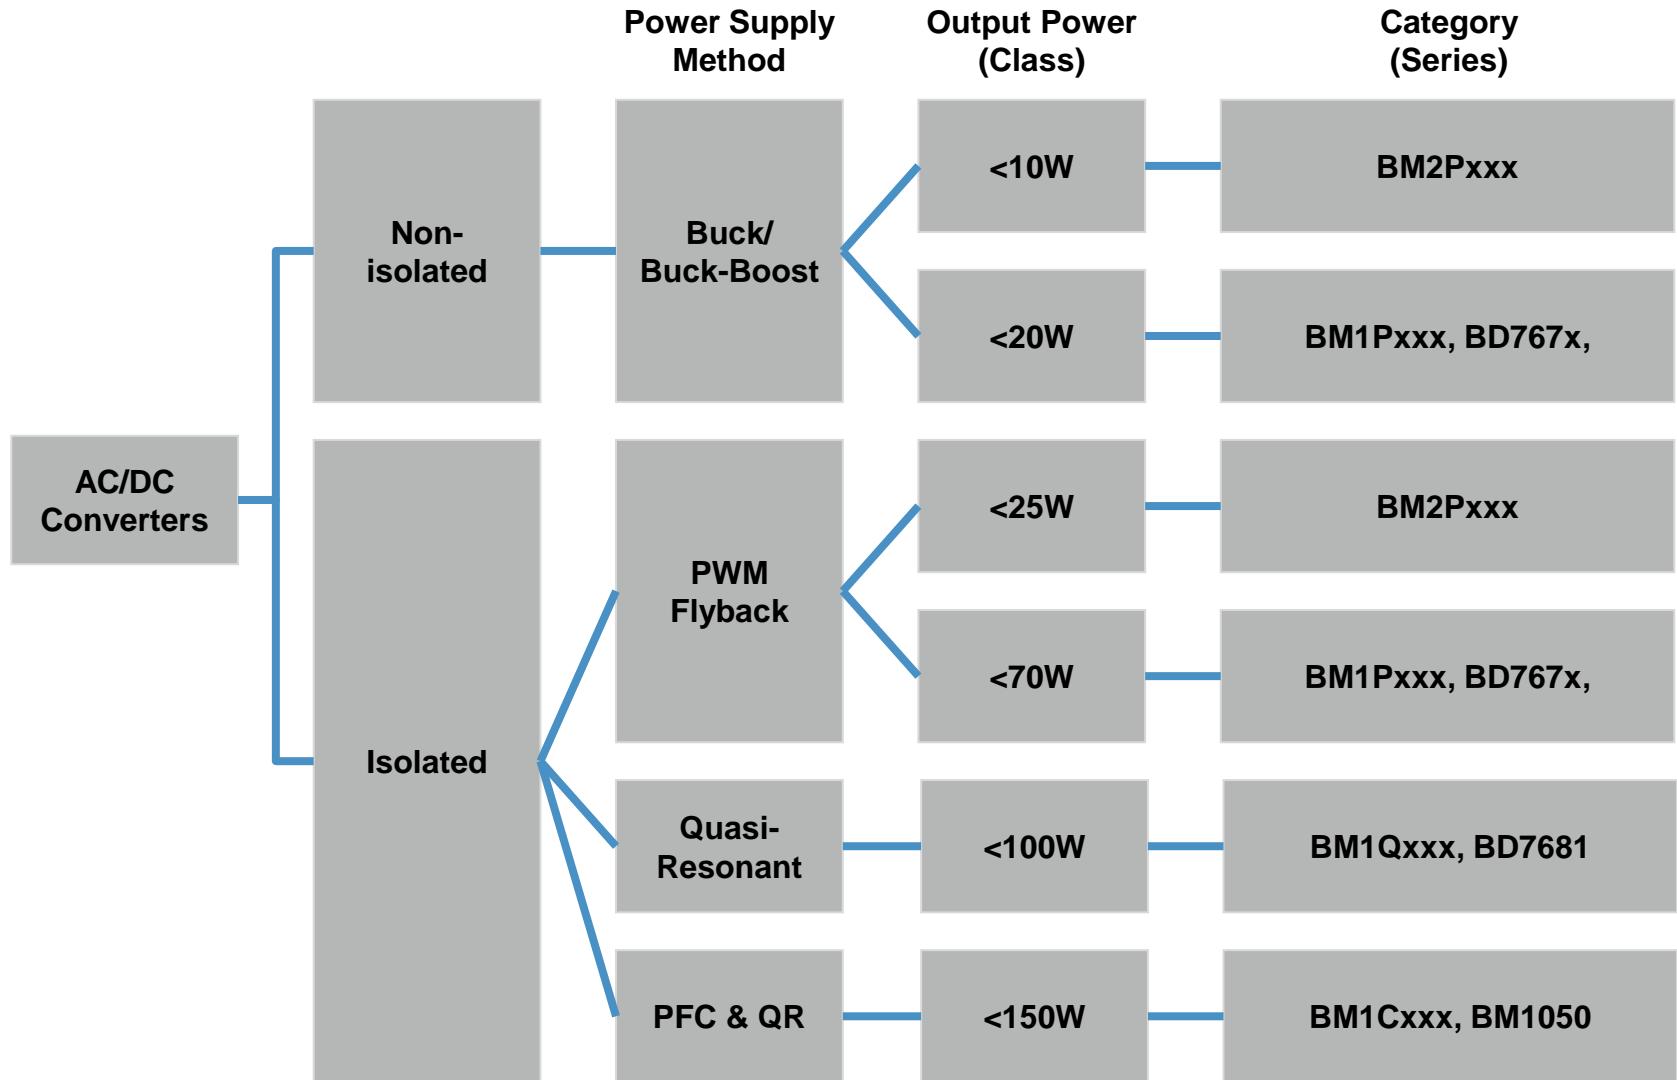 Power Supply
Method
Output Power
(Class)
Category
(Series)
AC/DC
Converters
Non-
isolated
Buck/
Buck-Boost
<10W
BM2Pxxx
<20W
BM1Pxxx, BD767x,
Isolated
PWM
Flyback
<25W
BM2Pxxx
<70W
BM1Pxxx, BD767x,
Quasi-
Resonant
<100W
BM1Qxxx, BD7681
PFC & QR
<150W
BM1Cxxx, BM1050